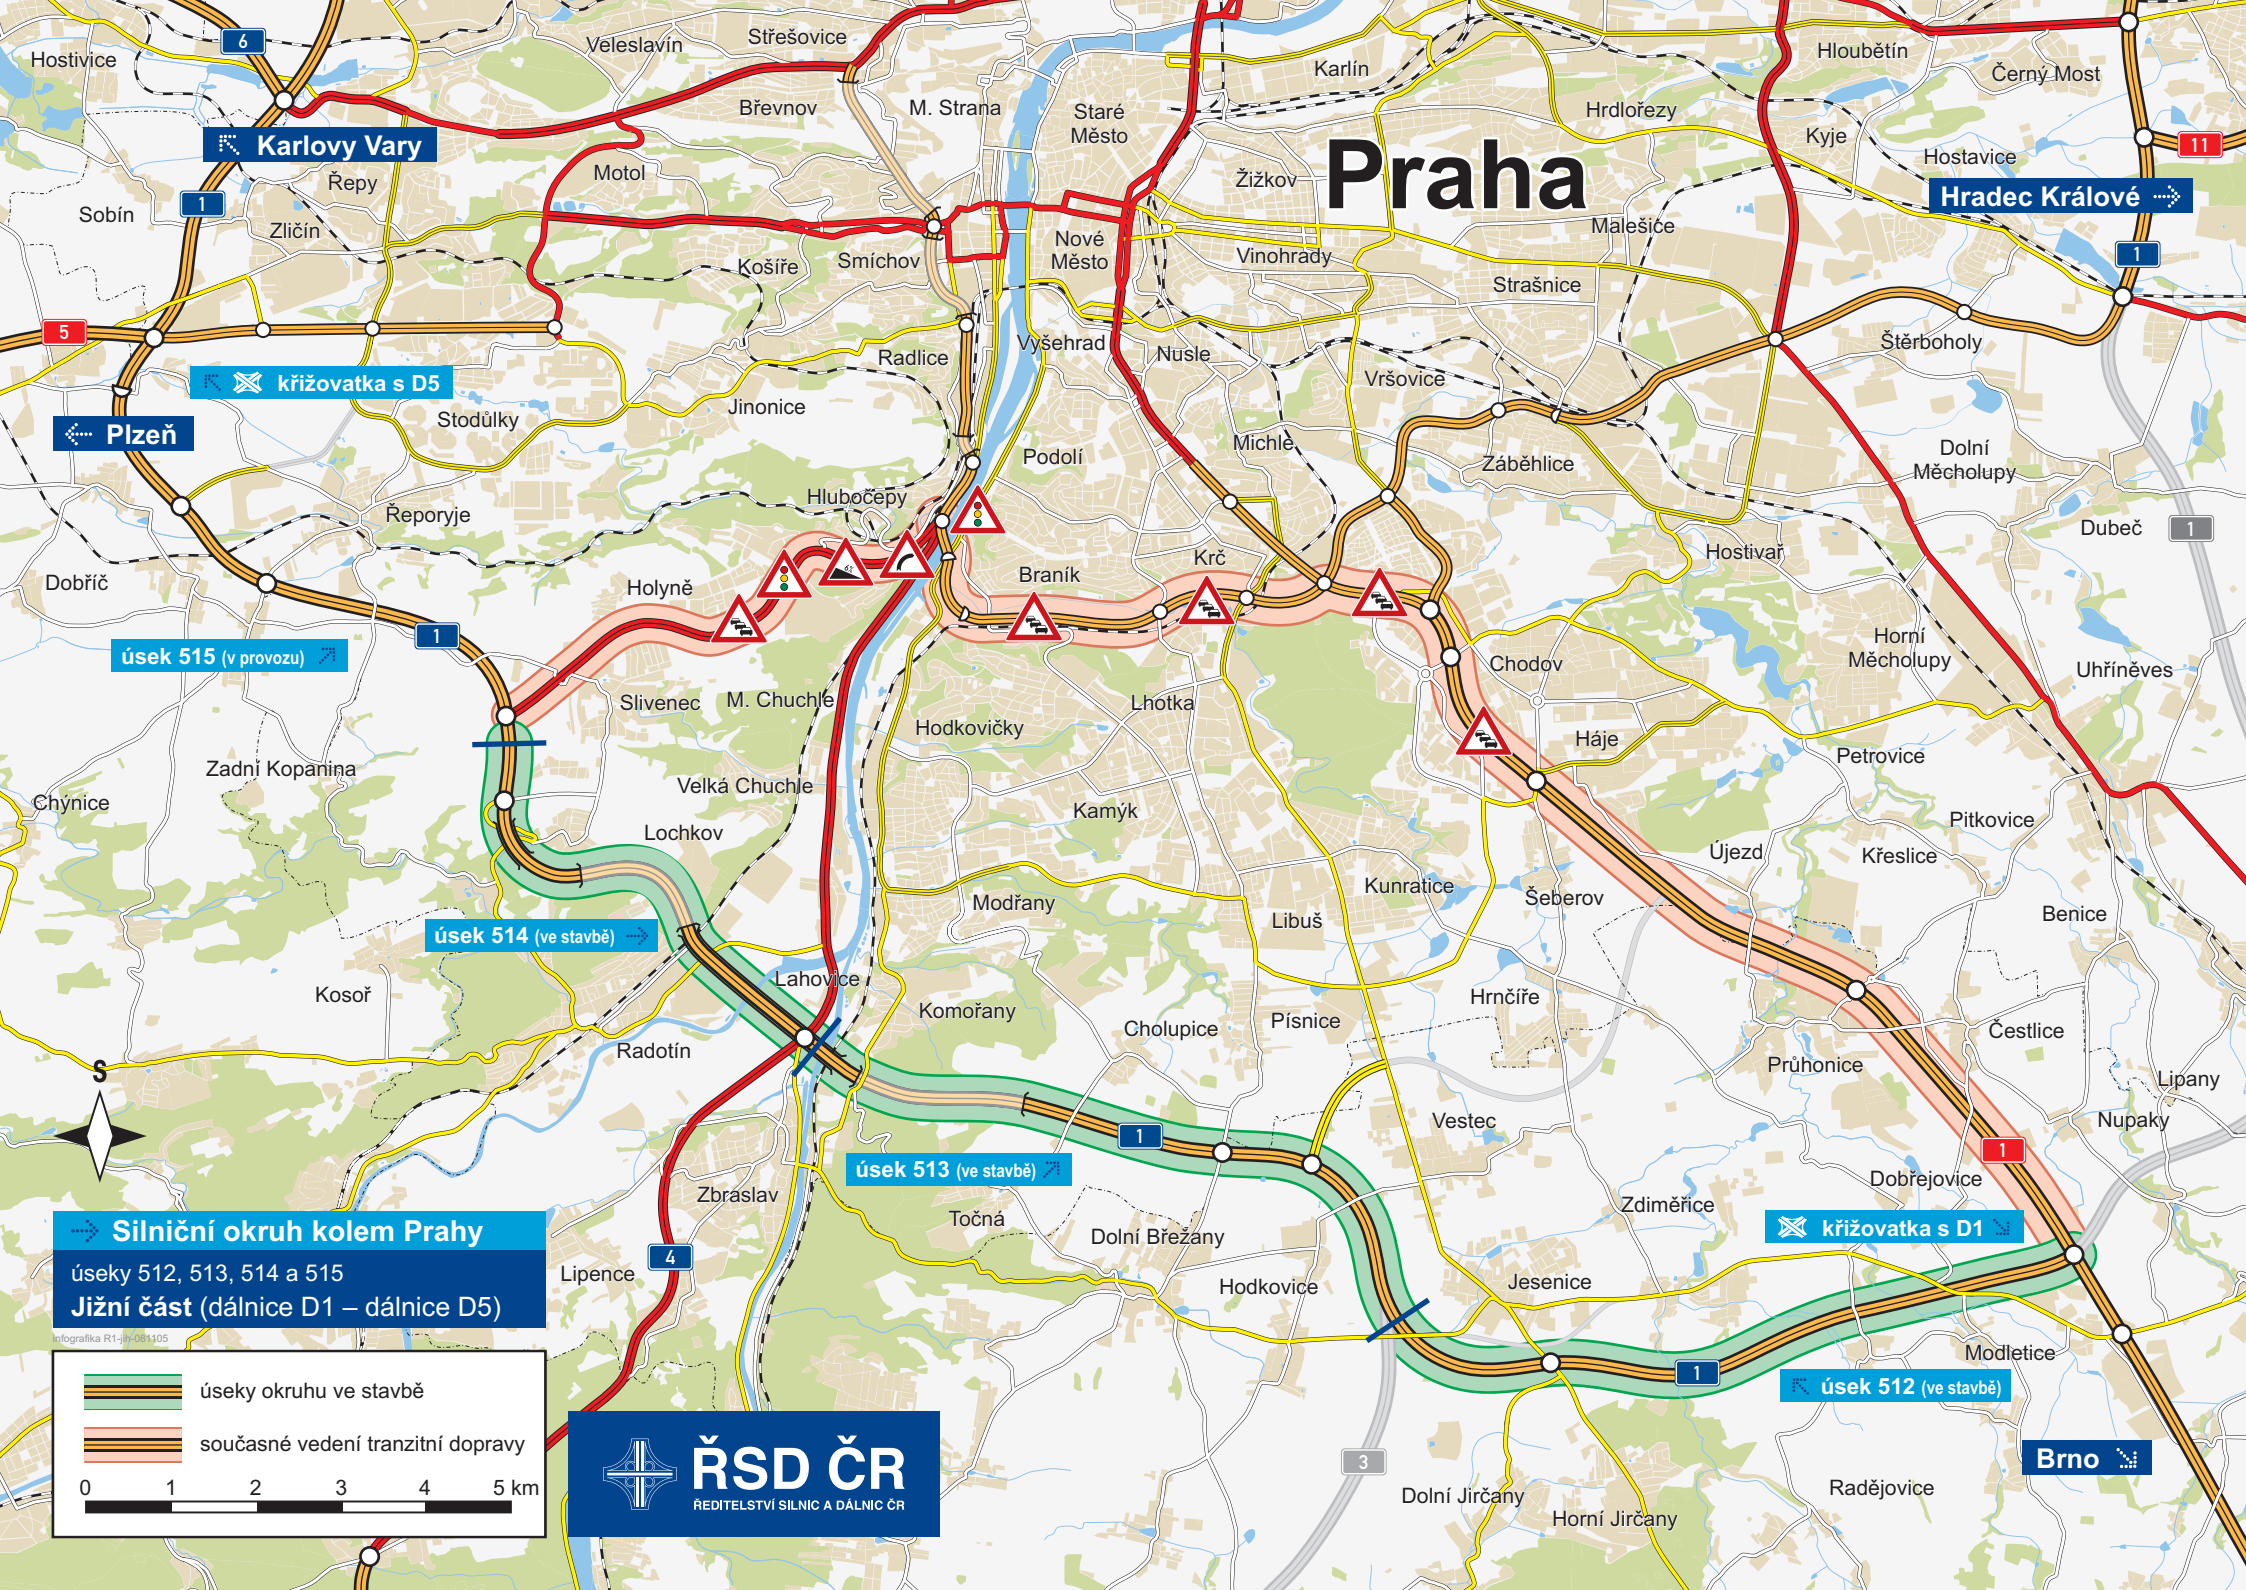 Hostivice
6
Veleslavín
Střešovice
Karlín
Hloubětín
Černý Most
Břevnov
M. Strana
Staré
Město
Hrdlořezy
Kyje
11
Karlovy Vary
Motol
Řepy
Žižkov
Praha
Hostavice
Hradec Králové
1
Sobín
Zličín
Košíře
Smíchov
Nové
Město
Vinohrady
Malešice
Strašnice
1
5
Radlice
Vyšehrad
Nusle
Vršovice
Štěrboholy
křižovatka s D5
Stodůlky
Jinonice
Plzeň
Michle
Záběhlice
Dolní
Měcholupy
Podolí
Hlubočepy
Řeporyje
Dubeč
1
Hostivař
Krč
Braník
Holyně
6%
Dobříč
1
úsek 515 (v provozu)
Chodov
Horní
Měcholupy
Uhříněves
Slivenec
M. Chuchle
Lhotka
Hodkovičky
Háje
Petrovice
Zadní Kopanina
Velká Chuchle
Chýnice
Kamýk
Lochkov
Pitkovice
Újezd
Křeslice
Kunratice
Šeberov
Modřany
Libuš
Benice
úsek 514 (ve stavbě)
Lahovice
Kosoř
Komořany
Cholupice
Písnice
Hrnčíře
Čestlice
Radotín
Průhonice
Lipany
S
Vestec
Nupaky
1
1
úsek 513 (ve stavbě)
Zbraslav
Točná
Dolní Břežany
Zdiměřice
Dobřejovice
křižovatka s D1
Silniční okruh kolem Prahy
úseky 512, 513, 514 a 515
Jižní část (dálnice D1 – dálnice D5)
4
Lipence
Hodkovice
Jesenice
infografika R1-jih-081105
Modletice
1
úsek 512 (ve stavbě)
úseky okruhu ve stavbě
současné vedení tranzitní dopravy
0 1 2 3 4 5 km
ŘSD ČR
ŘEDITELSTVÍ SILNIC A DÁLNIC ČR
3
Brno
Dolní Jirčany
Horní Jirčany
Radějovice